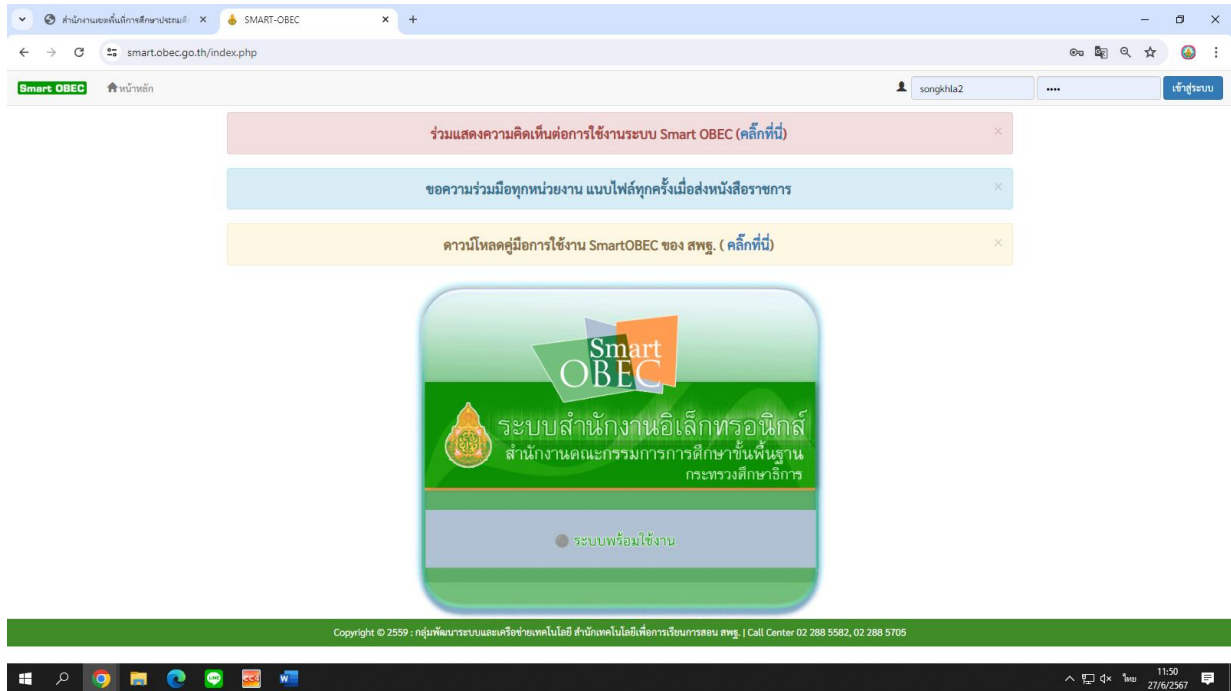 สำนักงานเขตพื้นที่การศึกษาประถมศึ
SMART-OBEC
smart.obec.go.th/index.php
Smart OBEC
หน้าหลัก
songkhla2
••••
เข้าสู่ระบบ
ร่วมแสดงความคิดเห็นต่อการใช้งานระบบ Smart OBEC (คลิ๊กที่นี่)
ขอความร่วมมือทุกหน่วยงาน แนบไฟล์ทุกครั้งเมื่อส่งหนังสือราชการ
ดาวน์โหลดคู่มือการใช้งาน SmartOBEC ของ สพฐ. ( คลิ๊กที่นี่)
Smart
OBEC
ระบบสำนักงานอิเล็กทรอนิกส์
สำนักงานคณะกรรมการการศึกษาขั้นพื้นฐาน
กระทรวงศึกษาธิการ
ระบบพร้อมใช้งาน
Copyright © 2559 : กลุ่มพัฒนาระบบและเครือข่ายเทคโนโลยี สำนักเทคโนโลยีเพื่อการเรียนการสอน สพฐ. | Call Center 02 288 5582, 02 288 5705
ไทย
11:50
27/6/2567